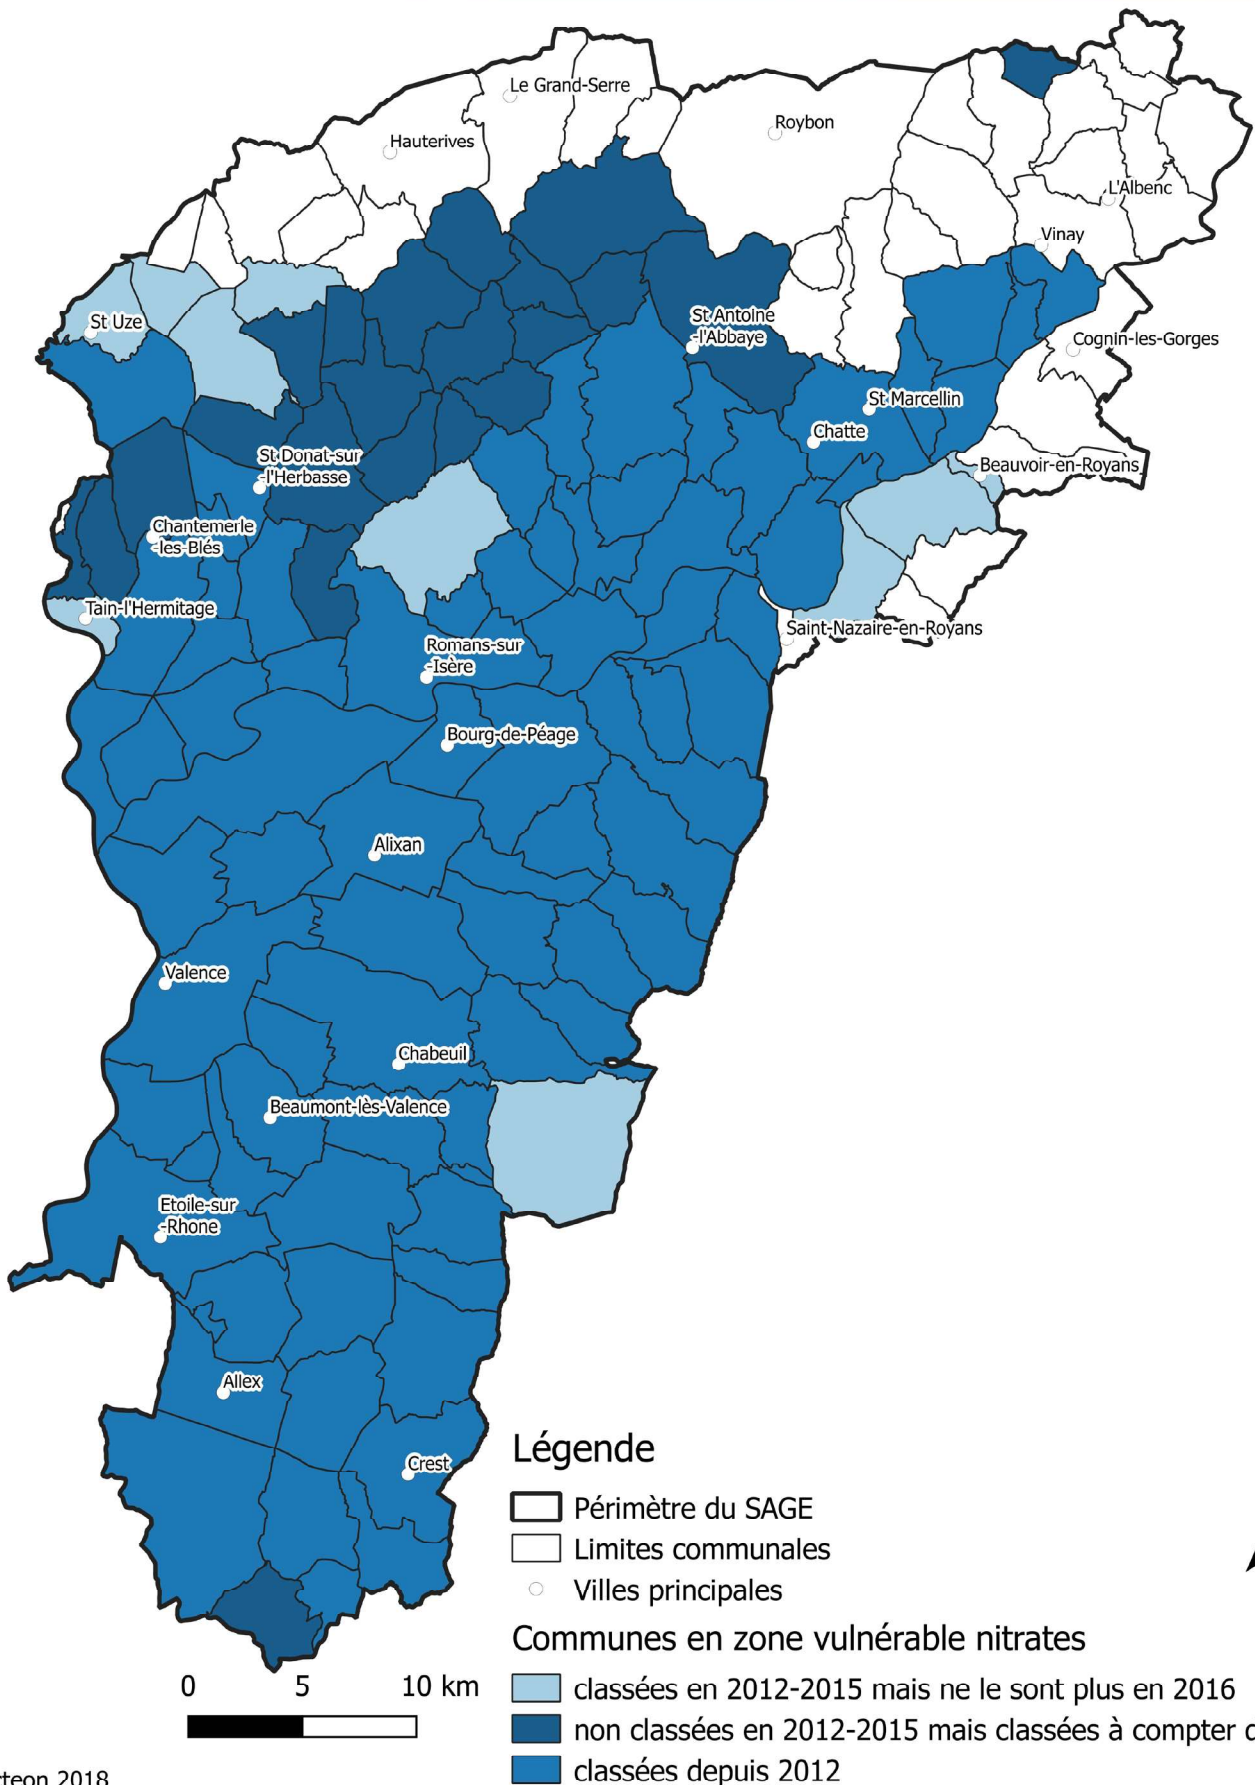 Le Grand-Serre
Roybon
Hauterives
L'Albenc
Vinay
St Uze
St Antoine
-l'Abbaye
Cognin-les-Gorges
St Marcellin
Chatte
St Donat-sur
-l'Herbasse
Beauvoir-en-Royans
Chantemerle
-les-Blés
Tain-l'Hermitage
Saint-Nazaire-en-Royans
Romans-sur
-Isère
Bourg-de-Péage
Alixan
Valence
Chabeuil
Beaumont-lès-Valence
Etoile-sur
-Rhone
Allex
Crest
Légende
Périmètre du SAGE
Limites communales
Villes principales
Communes en zone vulnérable nitrates
classées en 2012-2015 mais ne le sont plus en 2016
non classées en 2012-2015 mais classées à compter
classées depuis 2012
0 5 10 km
2018